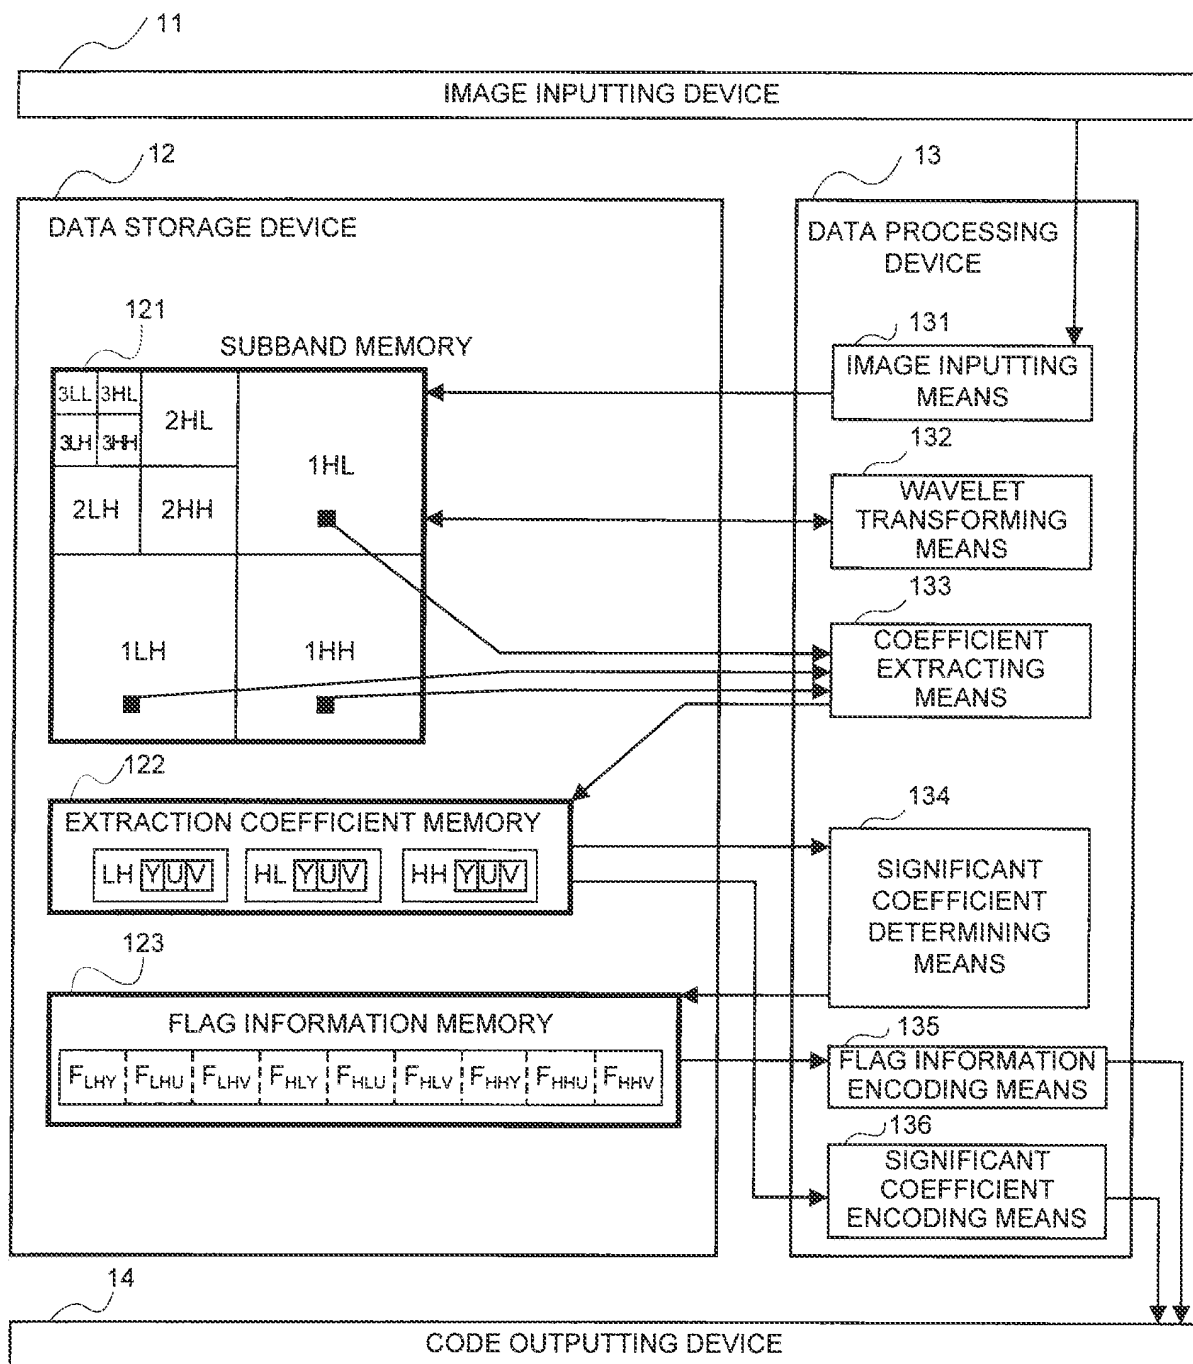 11
IMAGE INPUTTING DEVICE
12
13
DATA STORAGE DEVICE
DATA PROCESSING
DEVICE
121
SUBBAND MEMORY
131
IMAGE INPUTTING
MEANS
3LL 3HL
3LH 3HH
2HL
1HL
2LH 2HH
132
WAVELET
TRANSFORMING
MEANS
133
COEFFICIENT
EXTRACTING
MEANS
1LH 1HH
122
EXTRACTION COEFFICIENT MEMORY
LH Y U V HL Y U V HH Y U V
134
SIGNIFICANT
COEFFICIENT
DETERMINING
MEANS
123
FLAG INFORMATION MEMORY
FLHY FLHU FLHV FHLY FHLU FHLV FHHY FHHU FHHV
135
FLAG INFORMATION
ENCODING MEANS
136
SIGNIFICANT
COEFFICIENT
ENCODING MEANS
14
CODE OUTPUTTING DEVICE